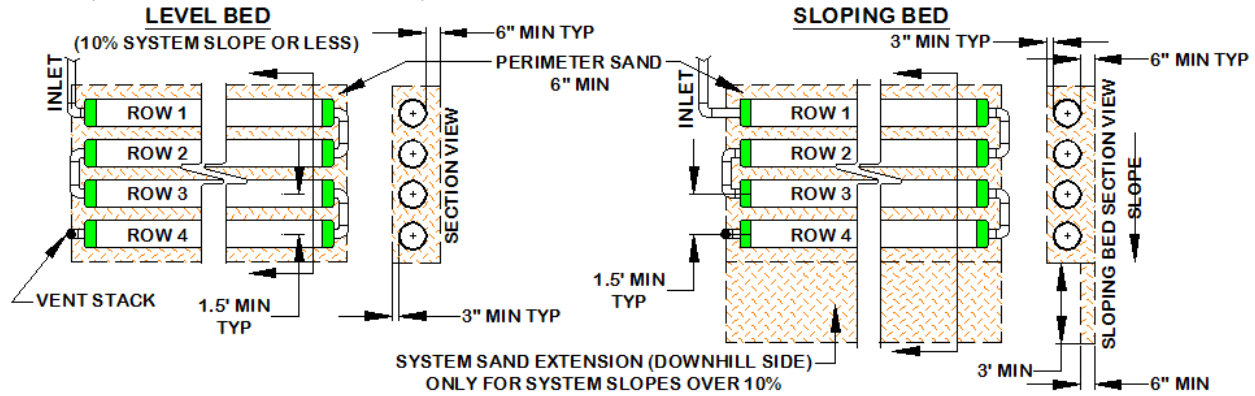 LEVEL BED
(10% SYSTEM SLOPE OR LESS)
6" MIN TYP
PERIMETER SAND
6" MIN
INLET
ROW 1
ROW 2
ROW 3
ROW 4
SECTION VIEW
VENT STACK
1.5' MIN
TYP
3" MIN TYP
SLOPING BED
3" MIN TYP
6" MIN TYP
INLET
ROW 1
ROW 2
ROW 3
ROW 4
SLOPING BED SECTION VIEW
SLOPE
1.5' MIN
TYP
SYSTEM SAND EXTENSION (DOWNHILL SIDE)
ONLY FOR SYSTEM SLOPES OVER 10%
3' MIN
6" MIN